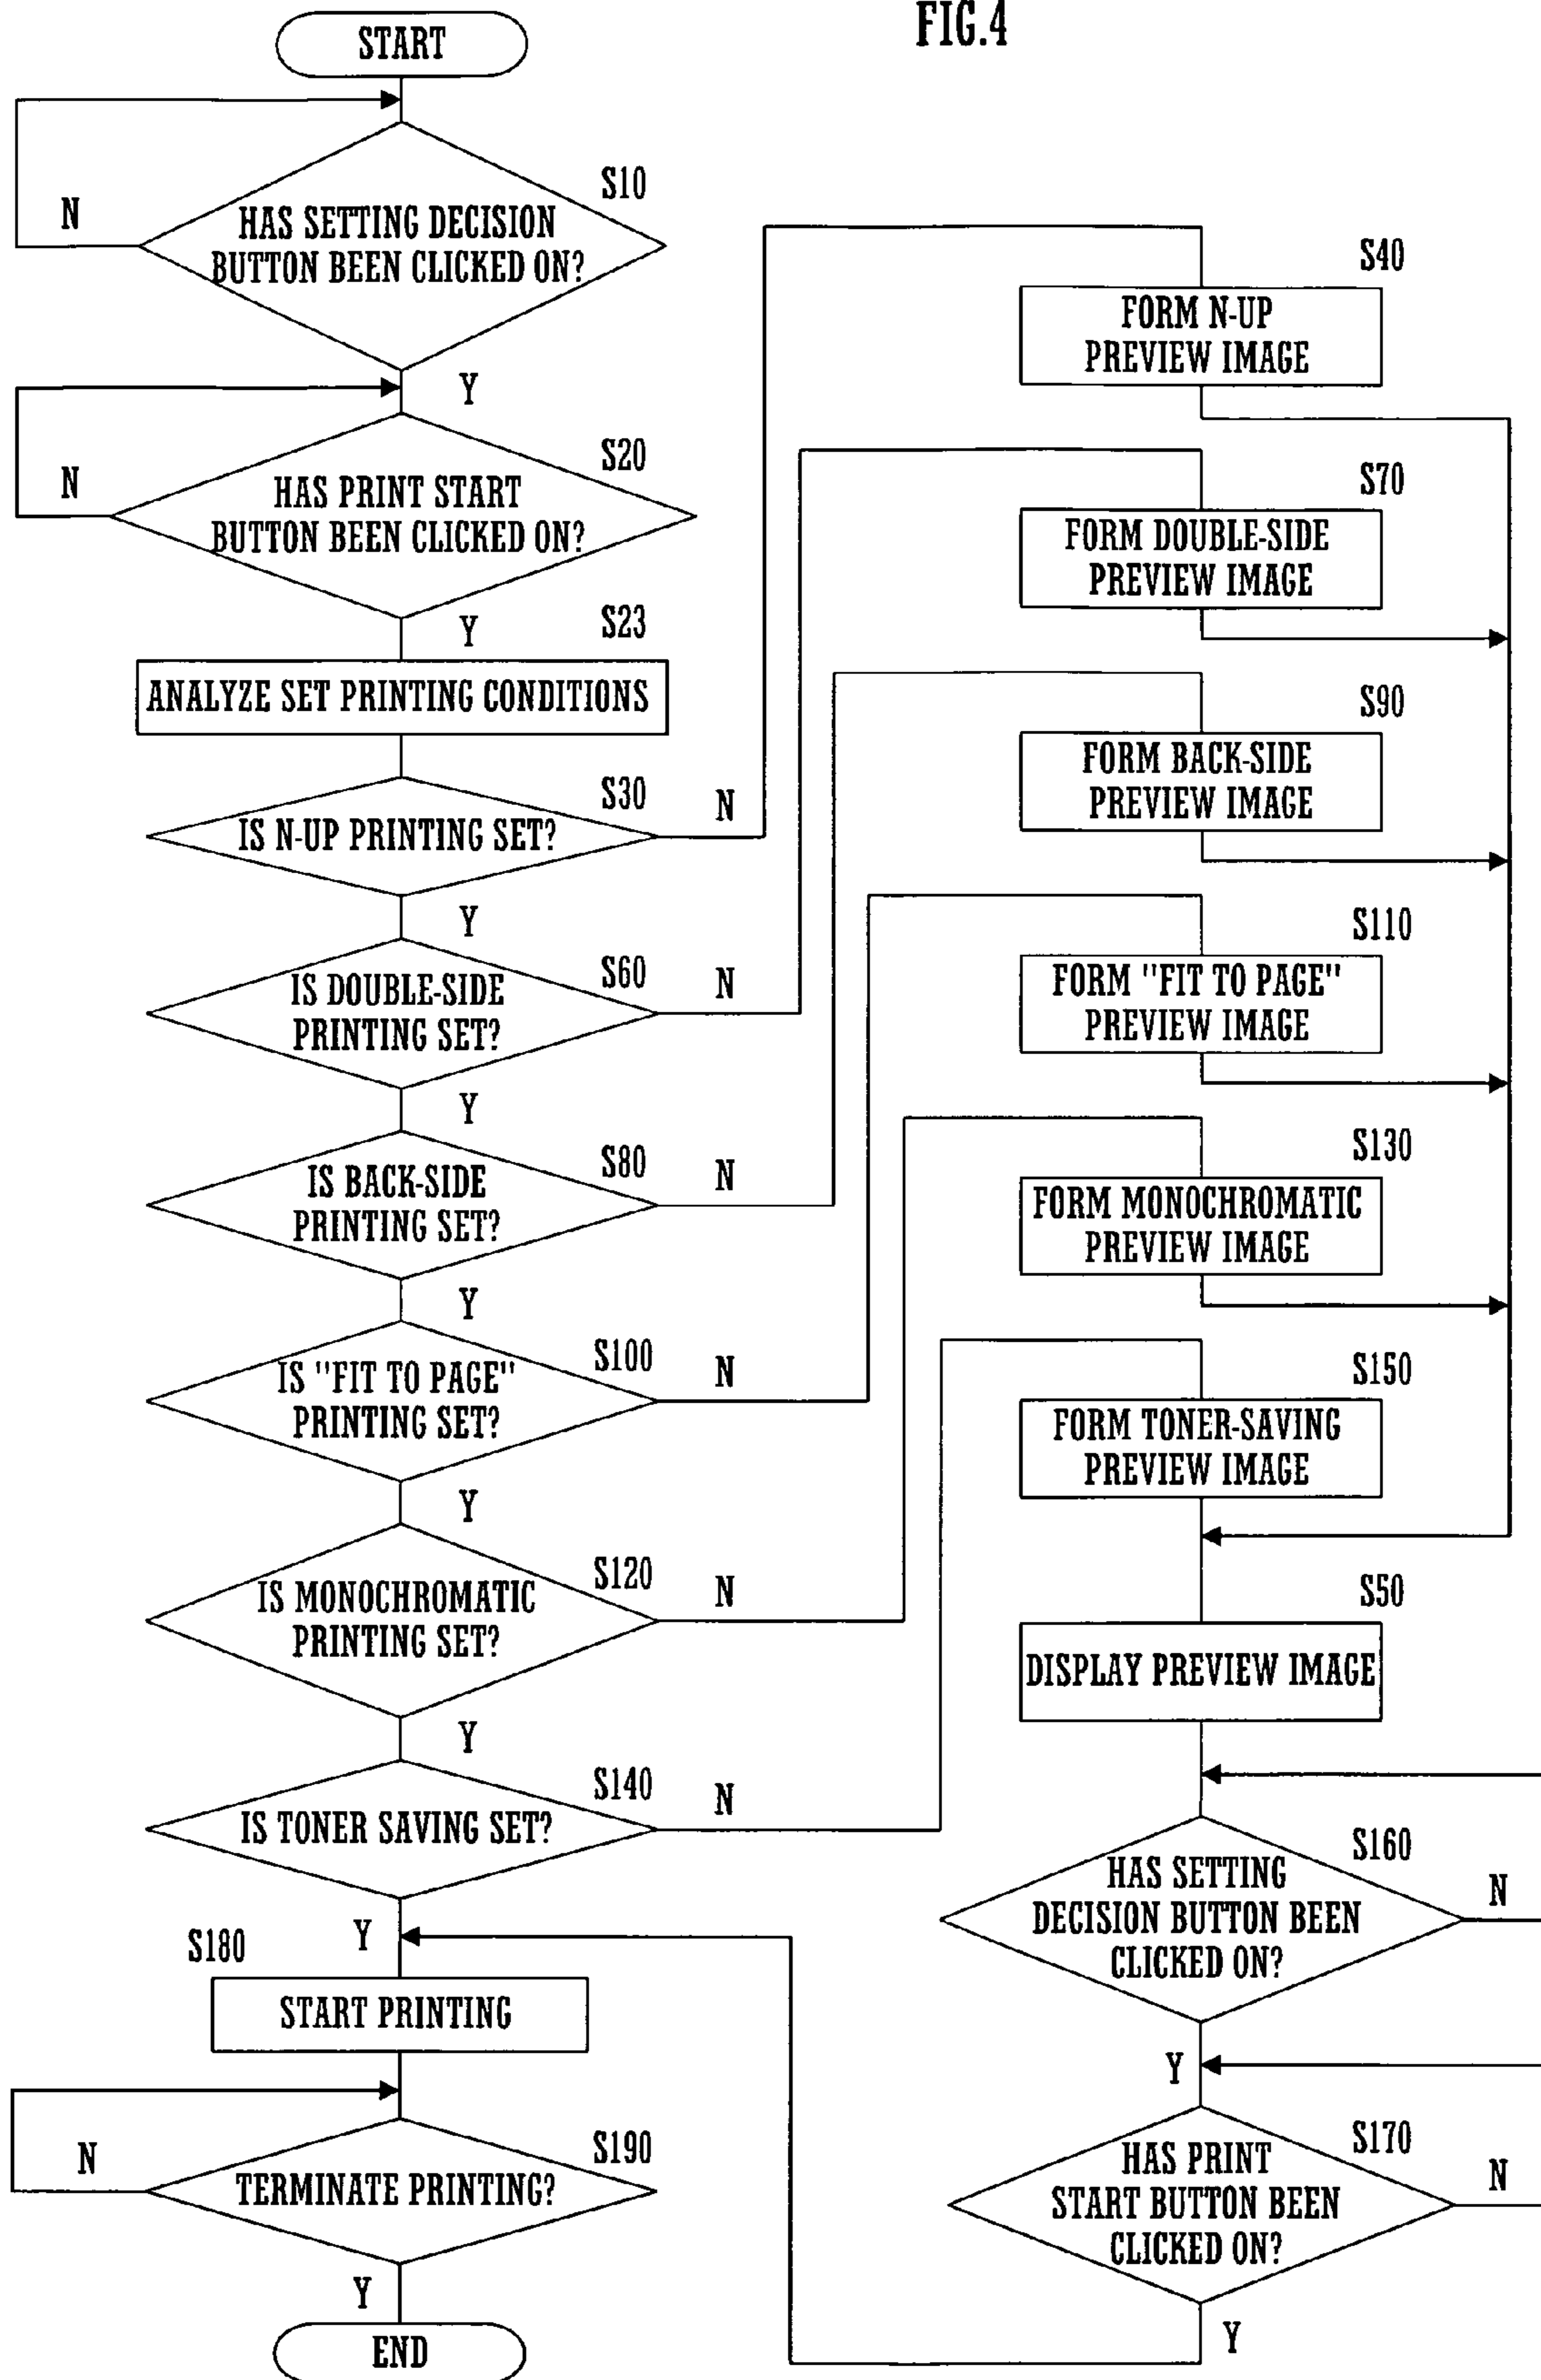 FIG.4
START
S10
N
HAS SETTING DECISION
BUTTON BEEN CLICKED ON?
Y
S20
N
HAS PRINT START
BUTTON BEEN CLICKED ON?
Y
S23
ANALYZE SET PRINTING CONDITIONS
S30
N
IS N-UP PRINTING SET?
Y
S60
N
IS DOUBLE-SIDE
PRINTING SET?
Y
S80
N
IS BACK-SIDE
PRINTING SET?
Y
S100
N
IS "FIT TO PAGE"
PRINTING SET?
Y
S120
N
IS MONOCHROMATIC
PRINTING SET?
Y
S140
N
IS TONER SAVING SET?
Y
S180
START PRINTING
S190
N
TERMINATE PRINTING?
Y
END
S40
FORM N-UP
PREVIEW IMAGE
S70
FORM DOUBLE-SIDE
PREVIEW IMAGE
S90
FORM BACK-SIDE
PREVIEW IMAGE
S110
FORM "FIT TO PAGE"
PREVIEW IMAGE
S130
FORM MONOCHROMATIC
PREVIEW IMAGE
S150
FORM TONER-SAVING
PREVIEW IMAGE
S50
DISPLAY PREVIEW IMAGE
S160
N
HAS SETTING
DECISION BUTTON BEEN
CLICKED ON?
Y
S170
N
HAS PRINT
START BUTTON BEEN
CLICKED ON?
Y